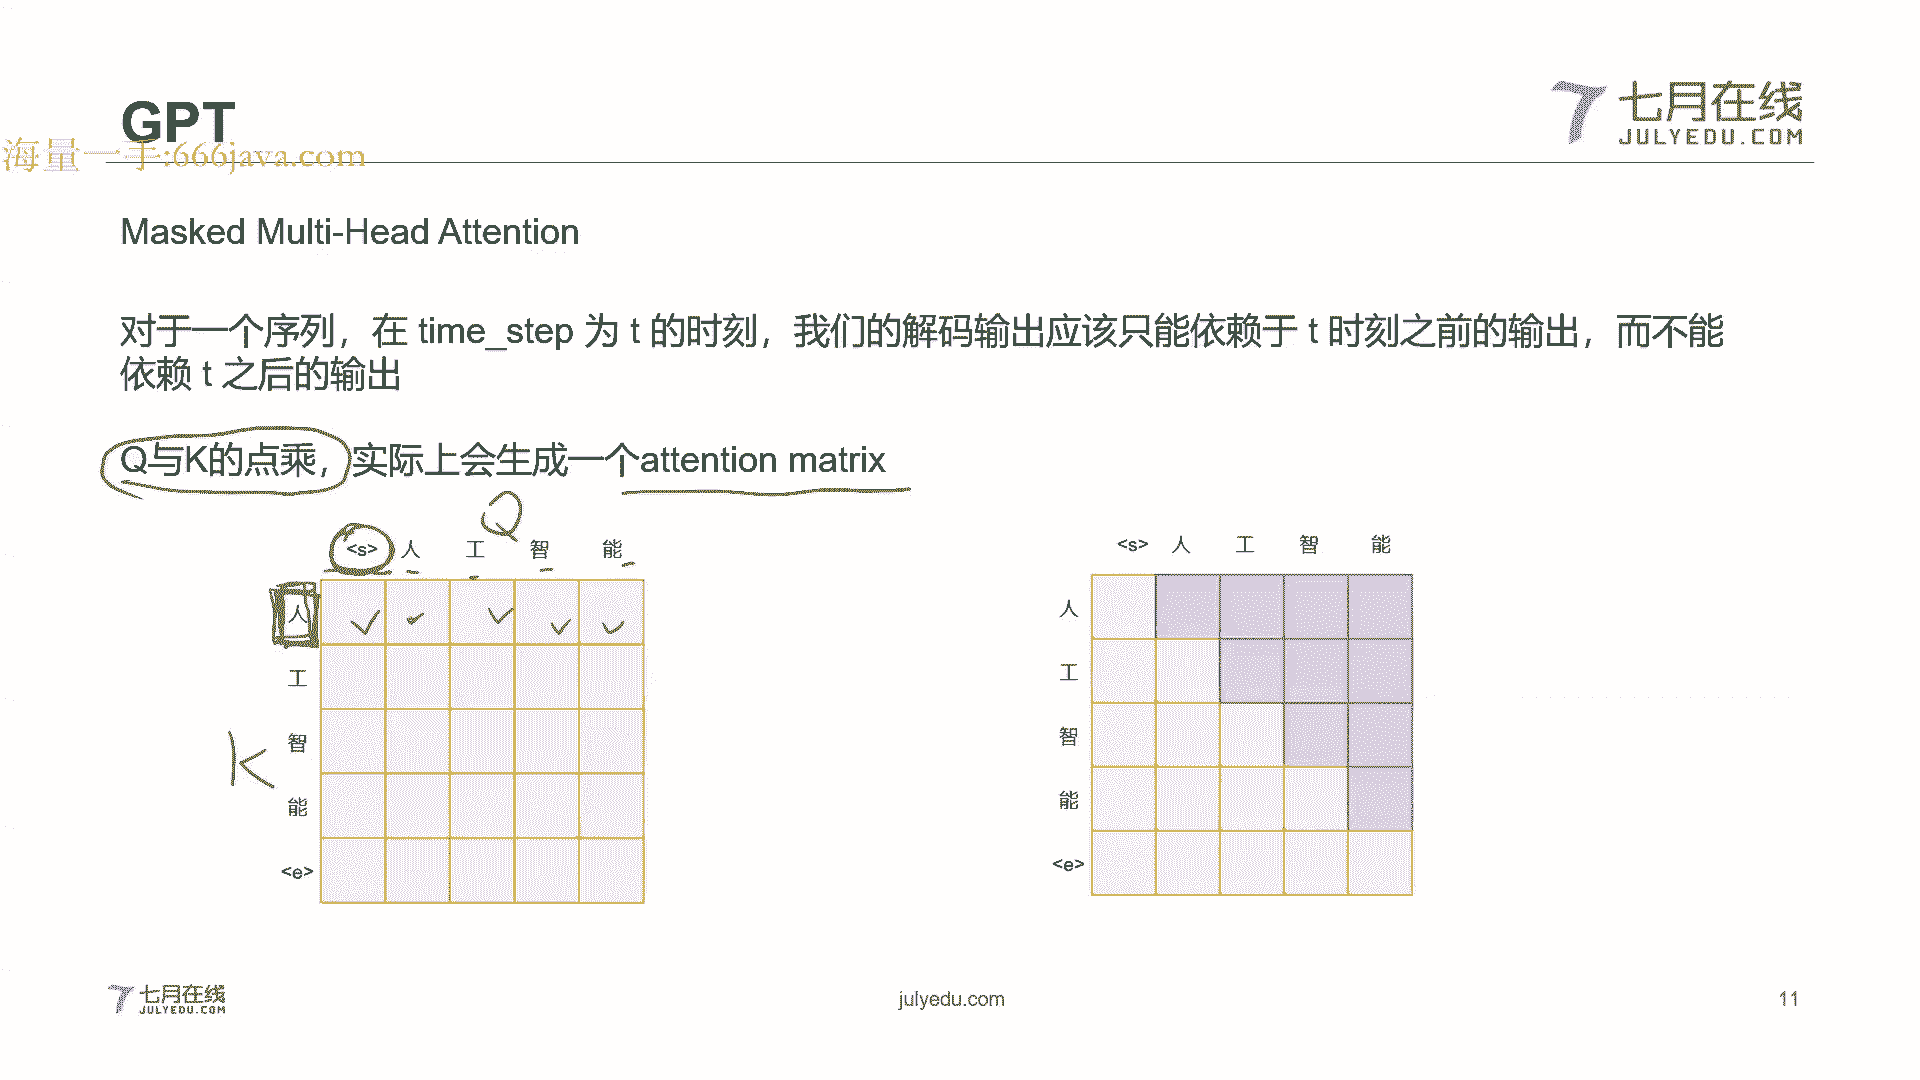 GPT
七月在线
JULYEDU.COM
海量一手:666java.com
Masked Multi-Head Attention
对于一个序列，在 time_step 为 t 的时刻，我们的解码输出应该只能依赖于 t 时刻之前的输出，而不能
依赖 t 之后的输出
Q与K的点乘，实际上会生成一个attention matrix
Q
<s> 人 工 智 能
人
工
智
能
<e>
K
<s> 人 工 智 能
人
工
智
能
<e>
七月在线
JULYEDU.COM
julyedu.com
11